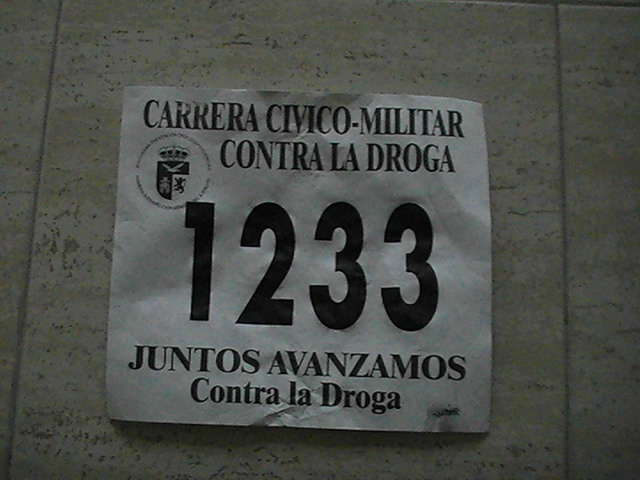 CARRERA CIVICO-MILITAR
CONTRA LA DROGA
1233
JUNTOS AVANZAMOS
Contra la Droga